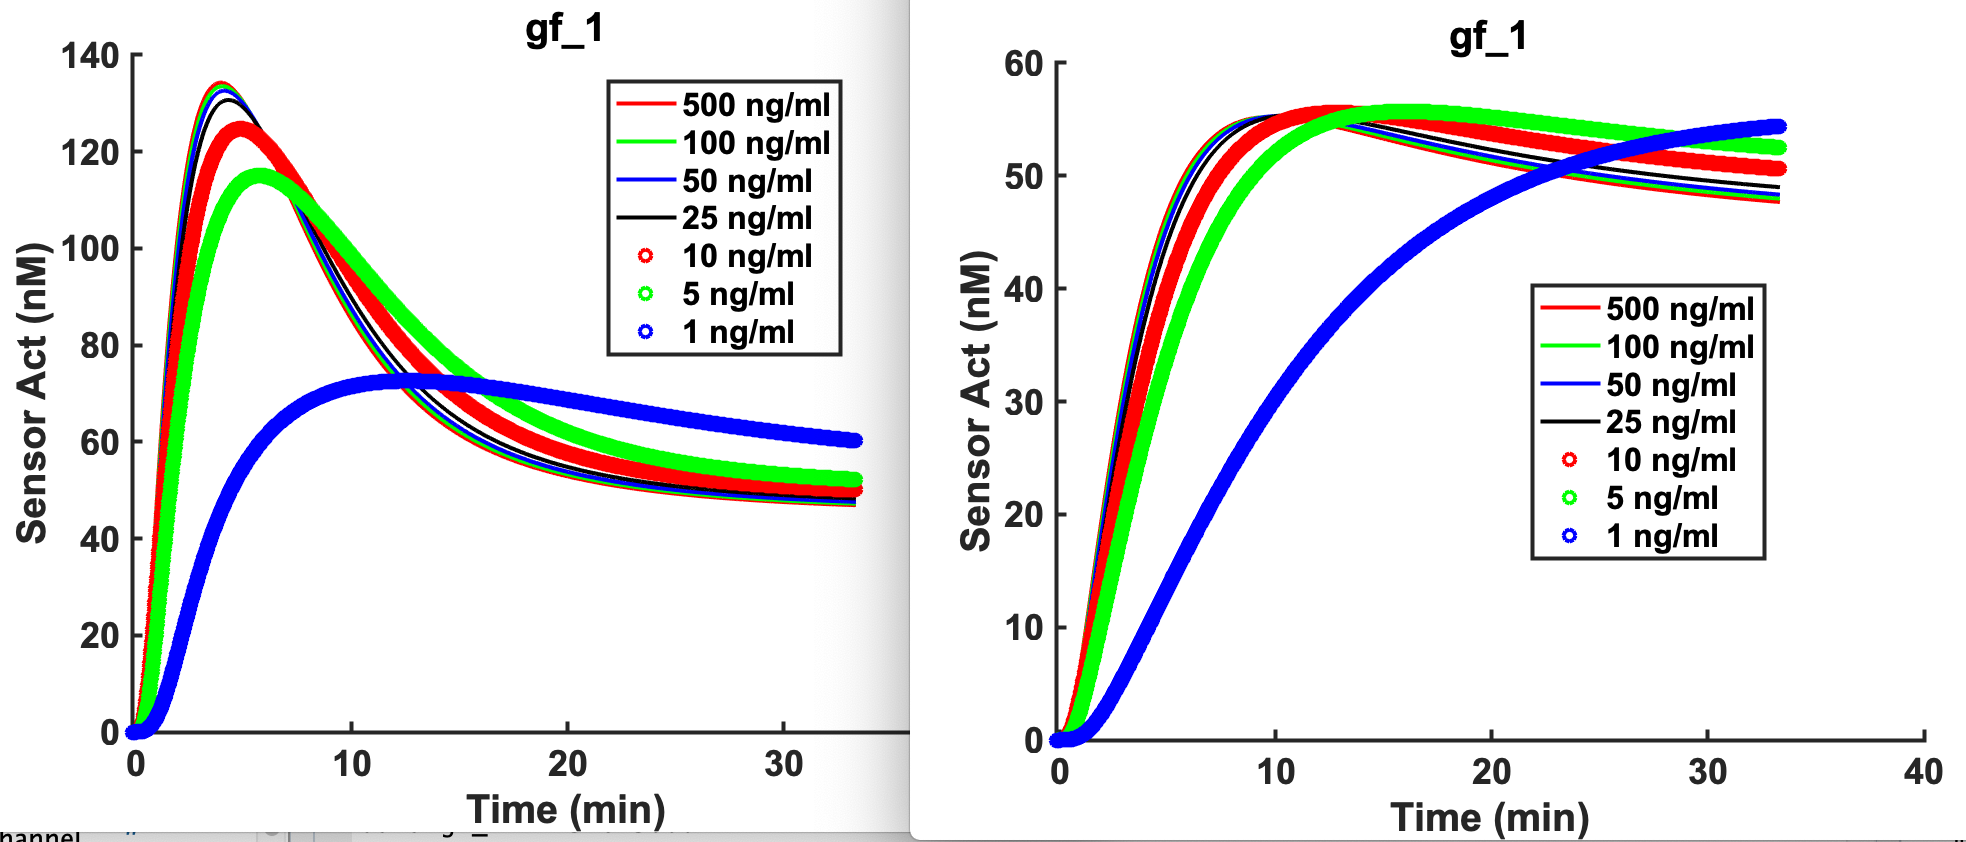 gf_1
140
120
100
80
60
40
20
0
0 10 20 30
Sensor Act (nM)
Time (min)
500 ng/ml
100 ng/ml
50 ng/ml
25 ng/ml
10 ng/ml
5 ng/ml
1 ng/ml
gf_1
60
50
40
30
20
10
0
0 10 20 30 40
Sensor Act (nM)
Time (min)
500 ng/ml
100 ng/ml
50 ng/ml
25 ng/ml
10 ng/ml
5 ng/ml
1 ng/ml
hannel